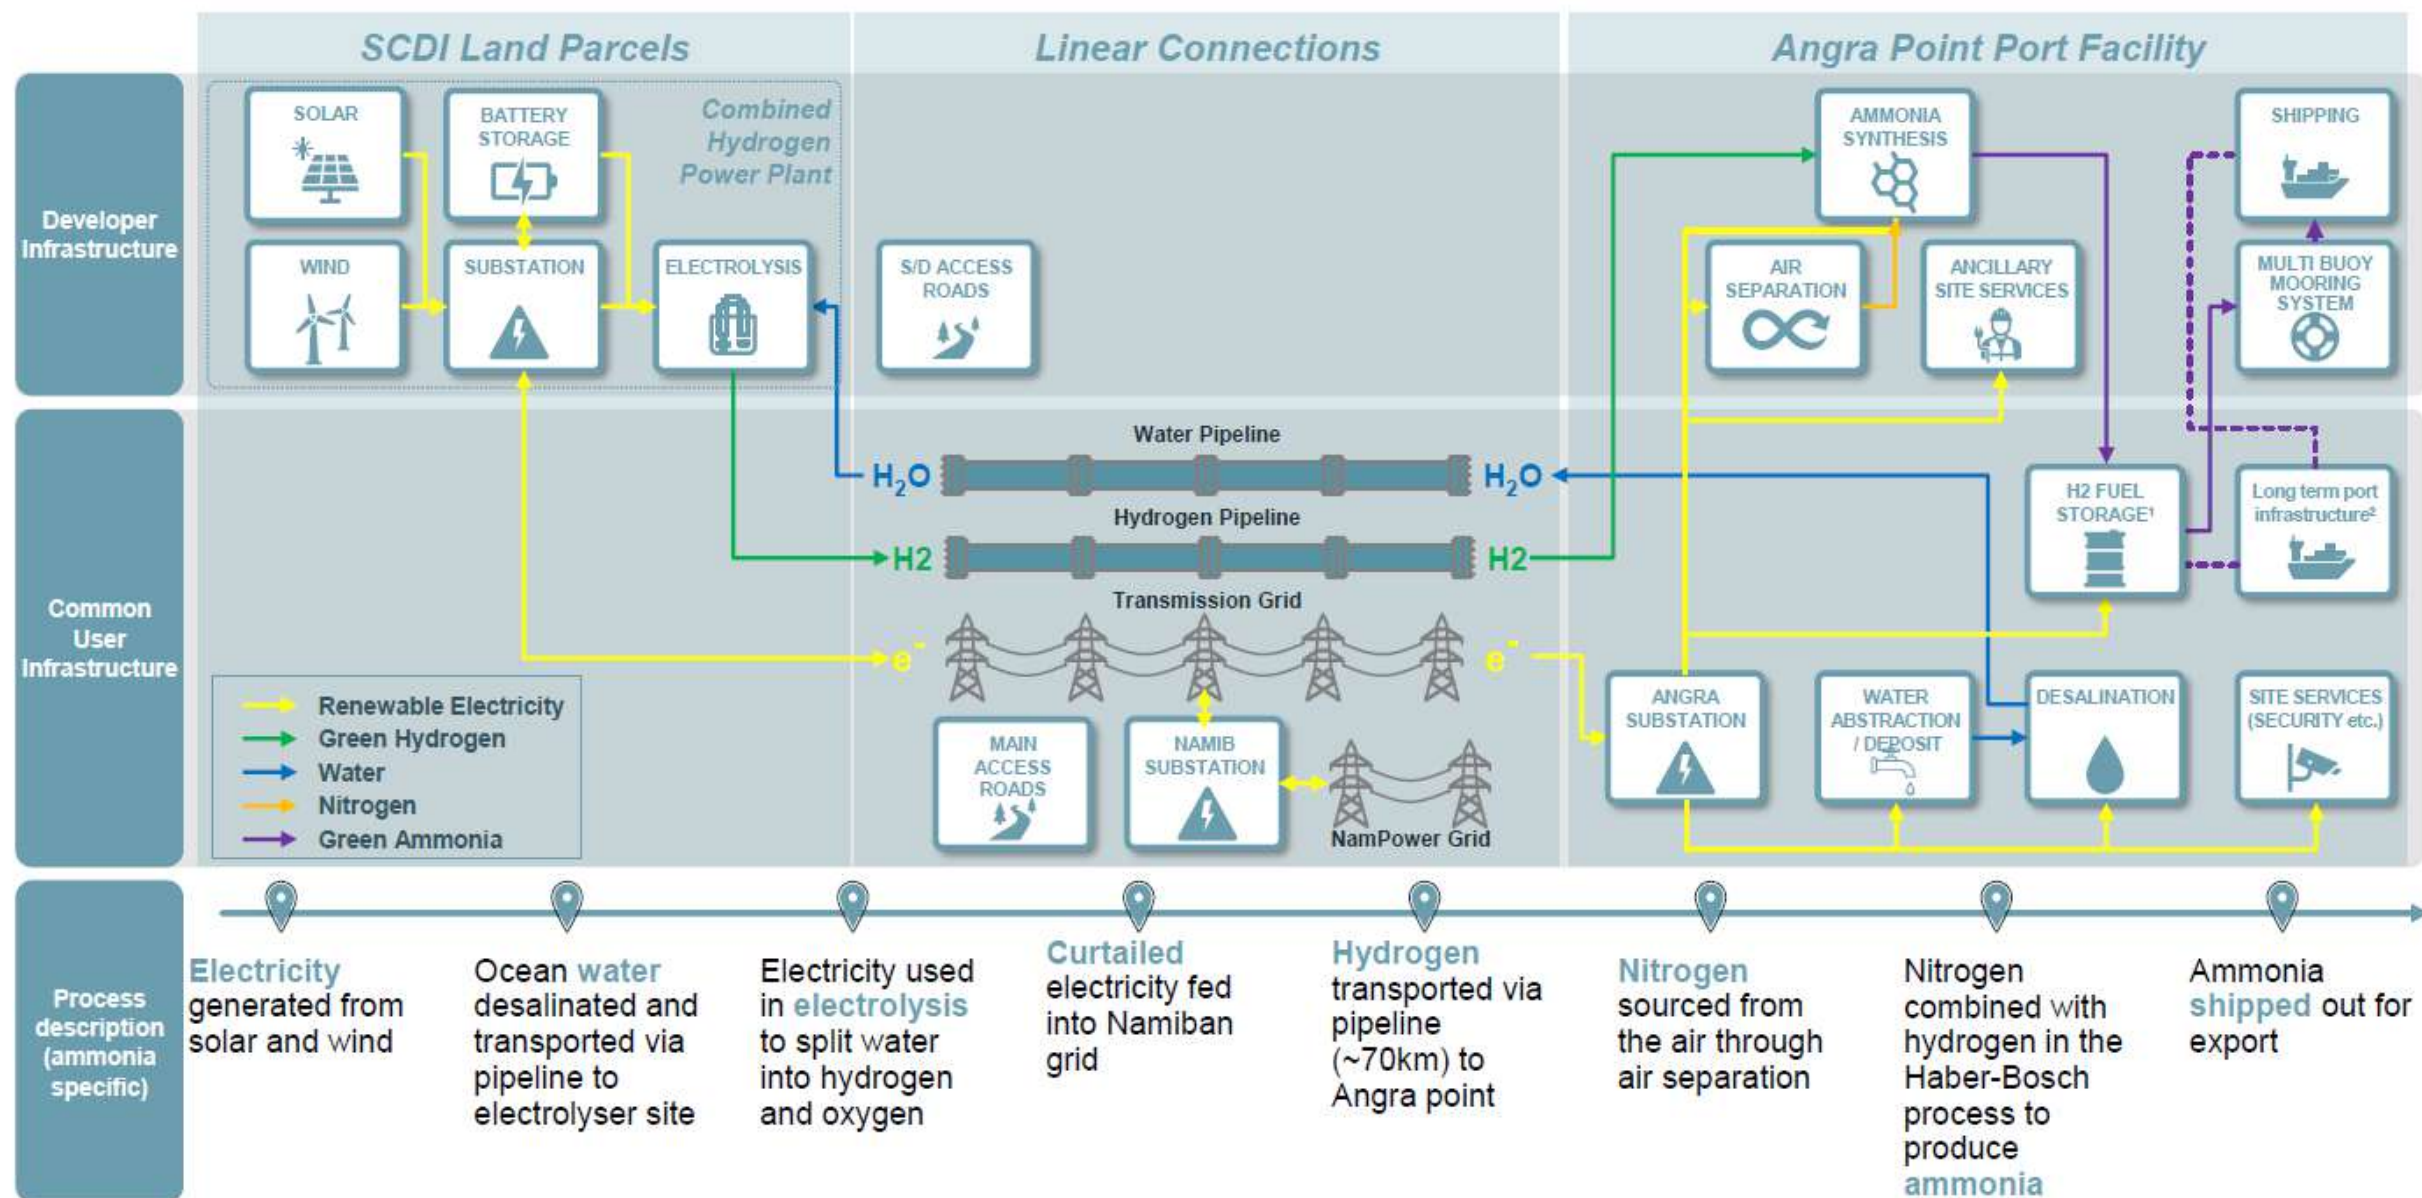 SCDI Land Parcels
Linear Connections
Angra Point Port Facility
Developer
Infrastructure
SOLAR
BATTERY
STORAGE
Combined
Hydrogen
Power Plant
WIND
SUBSTATION
ELECTROLYSIS
S/D ACCESS
ROADS
AMMONIA
SYNTHESIS
SHIPPING
AIR
SEPARATION
ANCILLARY
SITE SERVICES
MULTI BUOY
MOORING
SYSTEM
Common
User
Infrastructure
Water Pipeline
H₂O
H₂O
Hydrogen Pipeline
H2
H2
Transmission Grid
e⁻
e⁻
H2 FUEL
STORAGE¹
Long term port
infrastructure²
Renewable Electricity
Green Hydrogen
Water
Nitrogen
Green Ammonia
MAIN
ACCESS
ROADS
NAMIB
SUBSTATION
NamPower Grid
ANGRA
SUBSTATION
WATER
ABSTRACTION
/ DEPOSIT
DESALINATION
SITE SERVICES
(SECURITY etc.)
Process
description
(ammonia
specific)
Electricity
generated from
solar and wind
Ocean water
desalinated and
transported via
pipeline to
electrolyser site
Electricity used
in electrolysis
to split water
into hydrogen
and oxygen
Curtailed
electricity fed
into Namiban
grid
Hydrogen
transported via
pipeline
(~70km) to
Angra point
Nitrogen
sourced from
the air through
air separation
Nitrogen
combined with
hydrogen in the
Haber-Bosch
process to
produce
ammonia
Ammonia
shipped out for
export